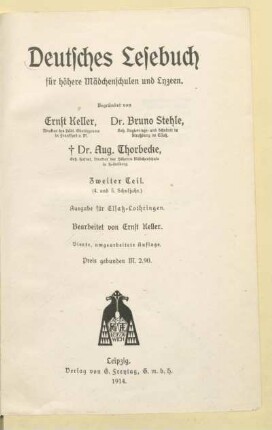 Deutsches Lesebuch
für höhere Mädchenschulen und Lyzeen.
Begründet von
Ernst Keller, Dr. Bruno Stehle,
† Dr. Aug. Thorbecke,
in Heidelberg.
Zweiter Teil.
(4. und 5. Schuljahr.)
Ausgabe für Elsaß-Lothringen.
Bearbeitet von Ernst Keller.
Vierte, umgearbeitete Auflage.
Preis gebunden M. 2,90.
Leipzig.
Verlag von G. Freytag, G. m. b. H.
1914.